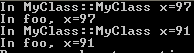 In MyClass::MyClass x=97
In foo, x=97
In MyClass::MyClass x=91
In foo, x=91